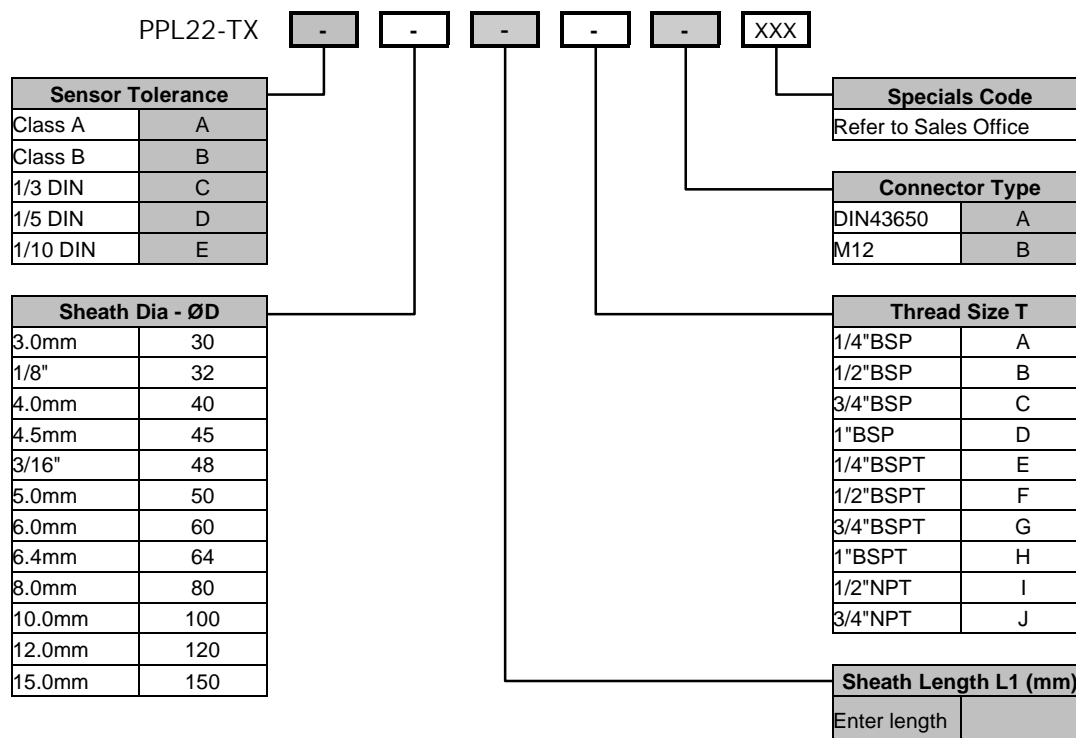 PPL22-TX - - - - - XXX
Sensor Tolerance
Class A A
Class B B
1/3 DIN C
1/5 DIN D
1/10 DIN E
Sheath Dia - ØD
3.0mm 30
1/8" 32
4.0mm 40
4.5mm 45
3/16" 48
5.0mm 50
6.0mm 60
6.4mm 64
8.0mm 80
10.0mm 100
12.0mm 120
15.0mm 150
Specials Code
Refer to Sales Office
Connector Type
DIN43650 A
M12 B
Thread Size T
1/4"BSP A
1/2"BSP B
3/4"BSP C
1"BSP D
1/4"BSPT E
1/2"BSPT F
3/4"BSPT G
1"BSPT H
1/2"NPT I
3/4"NPT J
Sheath Length L1 (mm)
Enter length